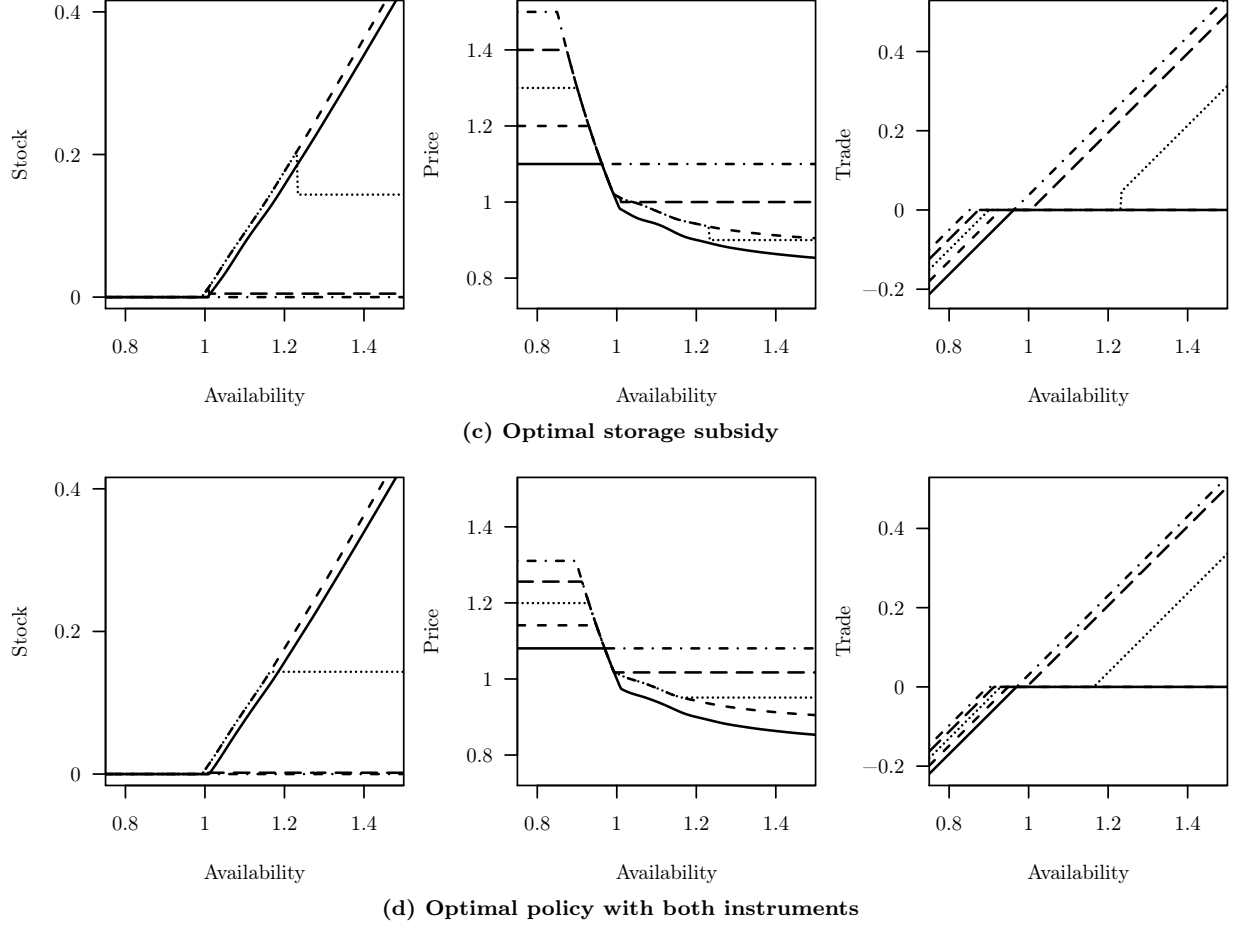 Stock
0.4
0.2
0
0.8 1 1.2 1.4
Availability
Price
1.4
1.2
1
0.8
0.8 1 1.2 1.4
Availability
Trade
0.4
0.2
0
−0.2
0.8 1 1.2 1.4
Availability
(c) Optimal storage subsidy
Stock
0.4
0.2
0
0.8 1 1.2 1.4
Availability
Price
1.4
1.2
1
0.8
0.8 1 1.2 1.4
Availability
Trade
0.4
0.2
0
−0.2
0.8 1 1.2 1.4
Availability
(d) Optimal policy with both instruments